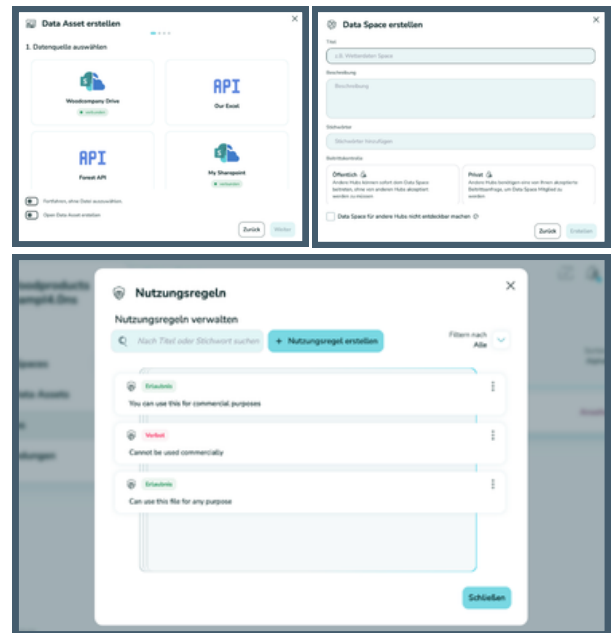 Data Asset erstellen
1. Datenquelle auswählen
Woodcompany Drive
verbunden
API
Our Excel
API
Forest API
My Sharepoint
Fortfahren, ohne Datei auszuwählen.
Open Data Asset erstellen
Zurück
Weiter
Data Space erstellen
Titel
z.B. Wetterdaten Space
Beschreibung
Beschreibung
Stichwörter
Stichwörter hinzufügen
Beitrittskontrolle
Öffentlich
Andere Hubs können sofort dem Data Space
beitreten, ohne von anderen Hubs akzeptiert
werden zu müssen
Privat
Andere Hubs benötigen eine von Ihnen akzeptierte
Beitrittsanfrage, um Data Space Mitglied zu
werden
Data Space für andere Hubs nicht entdeckbar machen
Zurück
Erstellen
Nutzungsregeln
Nutzungsregeln verwalten
Nach Titel oder Stichwort suchen
+ Nutzungsregel erstellen
Filtern nach
Alle
Erlaubnis
You can use this for commercial purposes
Verbot
Cannot be used commercially
Erlaubnis
Can use this file for any purpose
Schließen